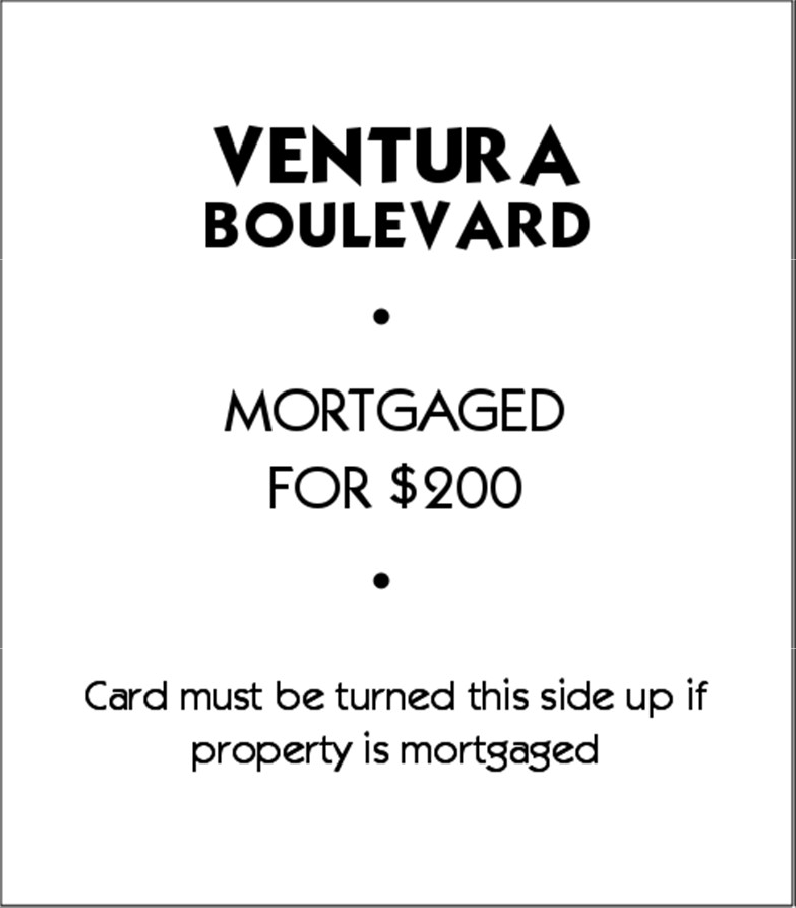 VENTURA
BOULEVARD
•
MORTGAGED
FOR $200
•
Card must be turned this side up if
property is mortgaged